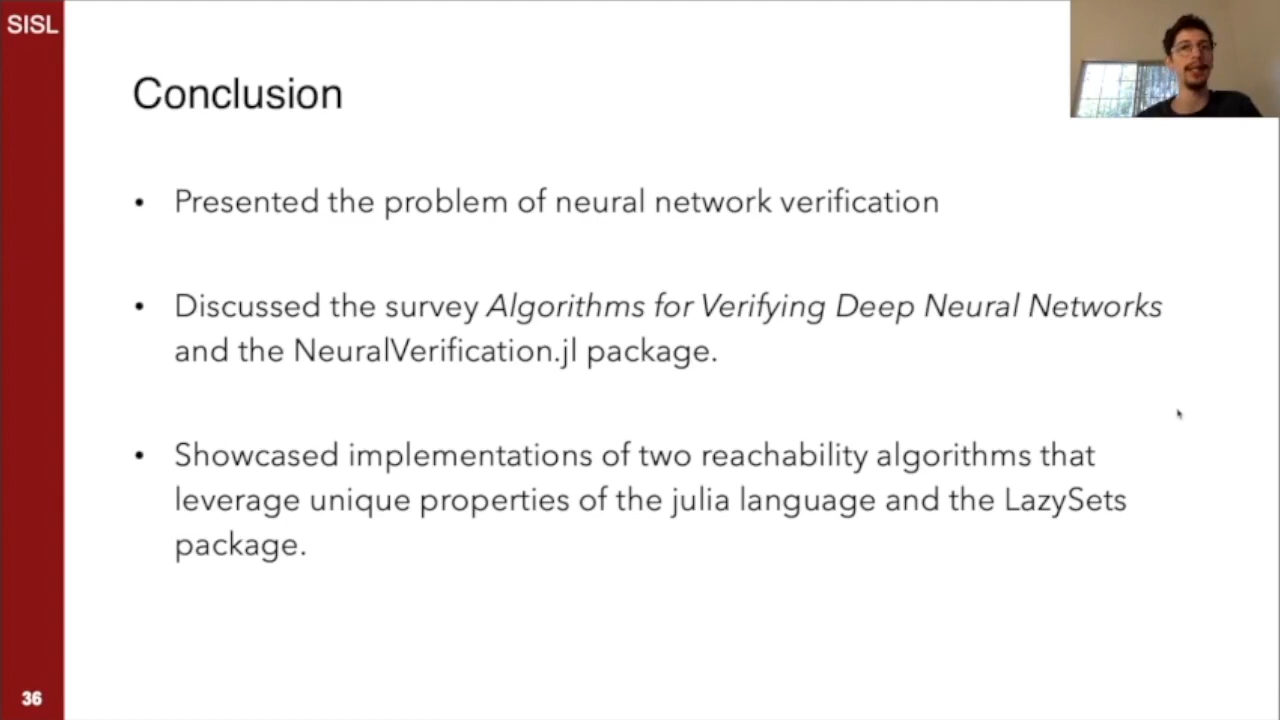 SISL
Conclusion
• Presented the problem of neural network verification
• Discussed the survey Algorithms for Verifying Deep Neural Networks
and the NeuralVerification.jl package.
• Showcased implementations of two reachability algorithms that
leverage unique properties of the julia language and the LazySets
package.
36